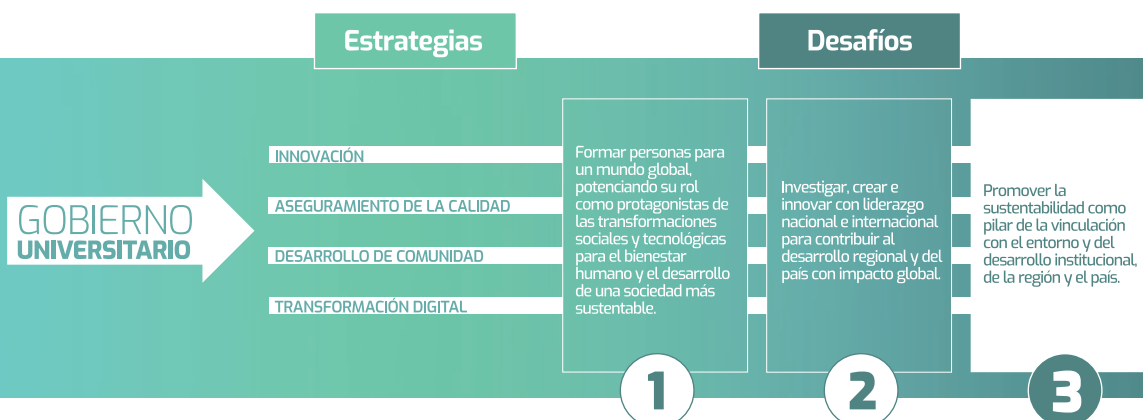 Estrategias
Desafíos
GOBIERNO
UNIVERSITARIO
INNOVACIÓN
ASEGURAMIENTO DE LA CALIDAD
DESARROLLO DE COMUNIDAD
TRANSFORMACIÓN DIGITAL
Formar personas para
un mundo global,
potenciando su rol
como protagonistas de
las transformaciones
sociales y tecnológicas
para el bienestar
humano y el desarrollo
de una sociedad más
sustentable.
1
Investigar, crear e
innovar con liderazgo
nacional e internacional
para contribuir al
desarrollo regional y del
país con impacto global.
2
Promover la
sustentabilidad como
pilar de la vinculación
con el entorno y del
desarrollo institucional,
de la región y el país.
3